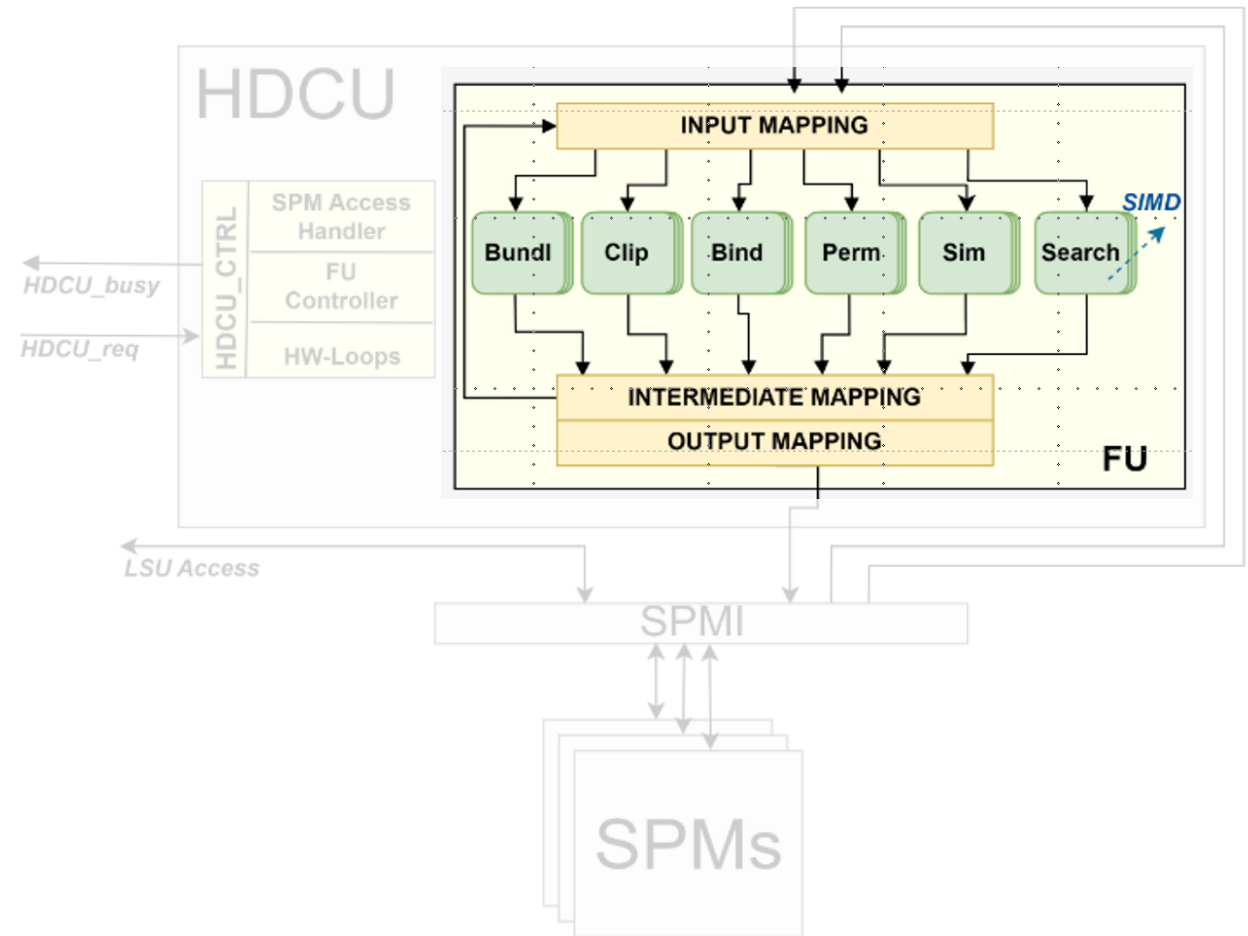 HDCU
INPUT MAPPING
SIMD
Bundl
Clip
Bind
Perm
Sim
Search
HDCU_CTRL
SPM Access
Handler
FU
Controller
HW-Loops
HDCU_busy
HDCU_req
INTERMEDIATE MAPPING
OUTPUT MAPPING
FU
LSU Access
SPMI
SPMs